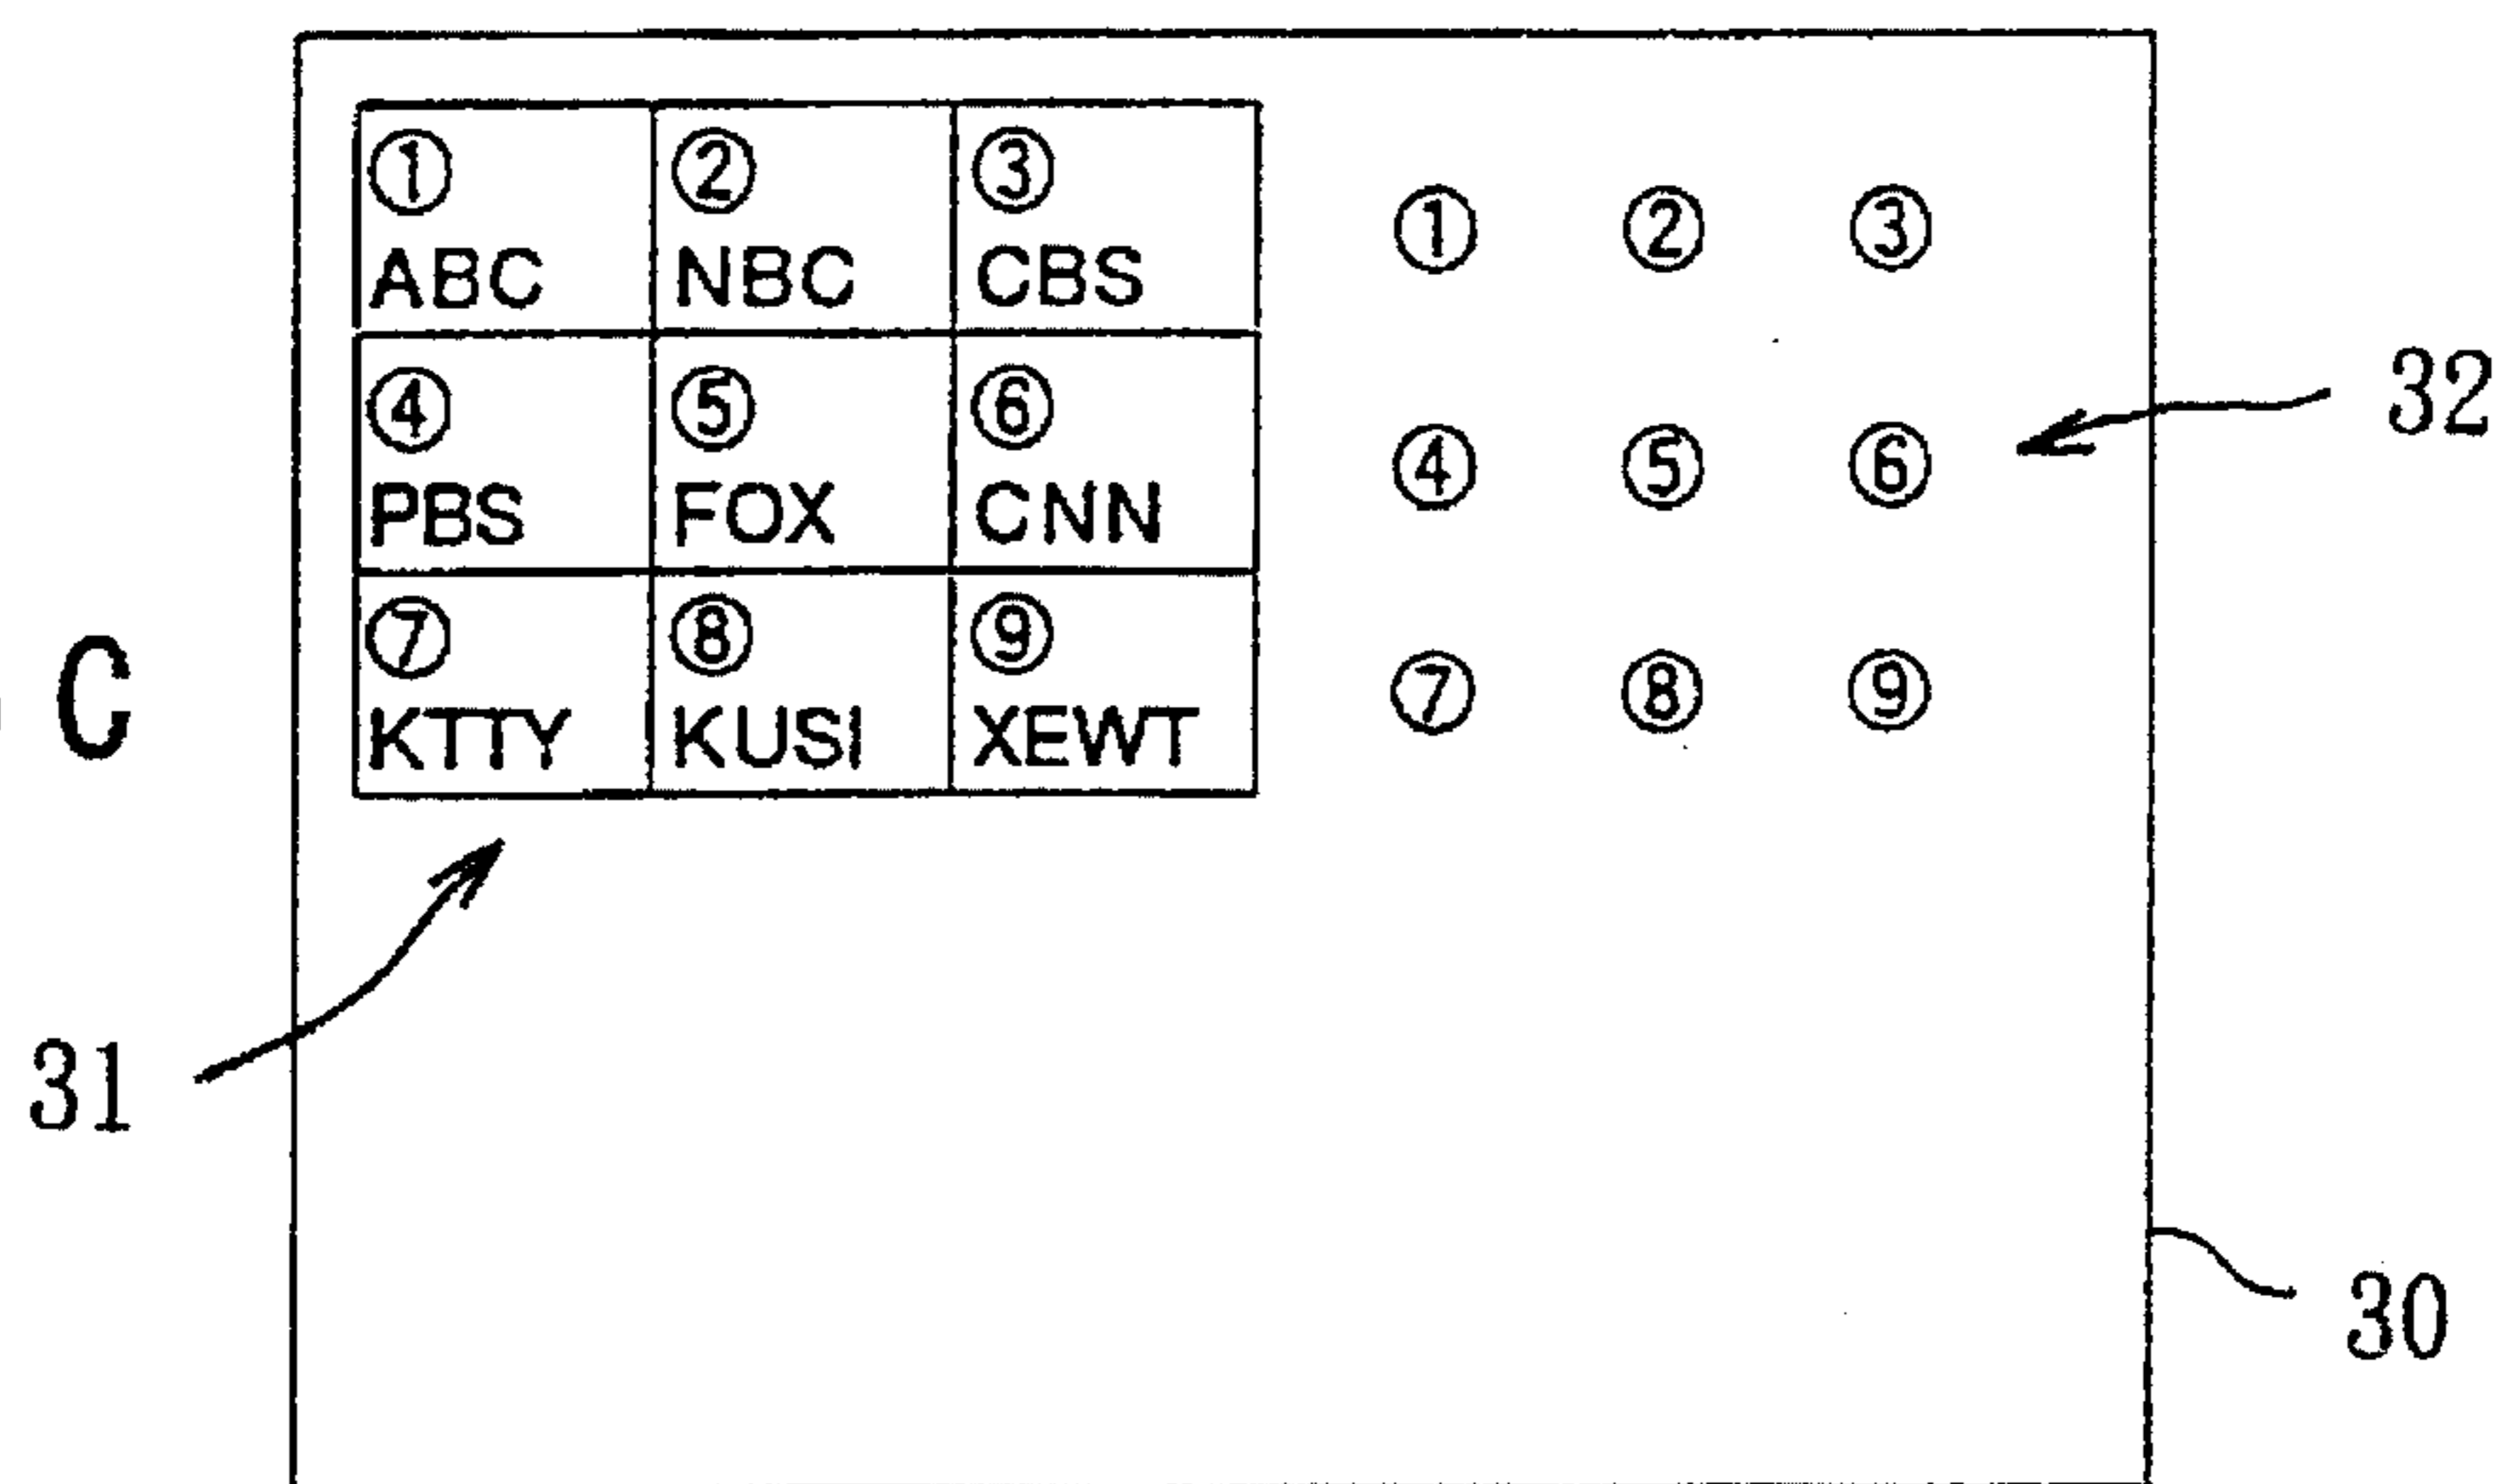 ① ② ③
ABC NBC CBS
④ ⑤ ⑥
PBS FOX CNN
⑦ ⑧ ⑨
KTTY KUSI XEWT
① ② ③
④ ⑤ ⑥
⑦ ⑧ ⑨
32
C
31
30